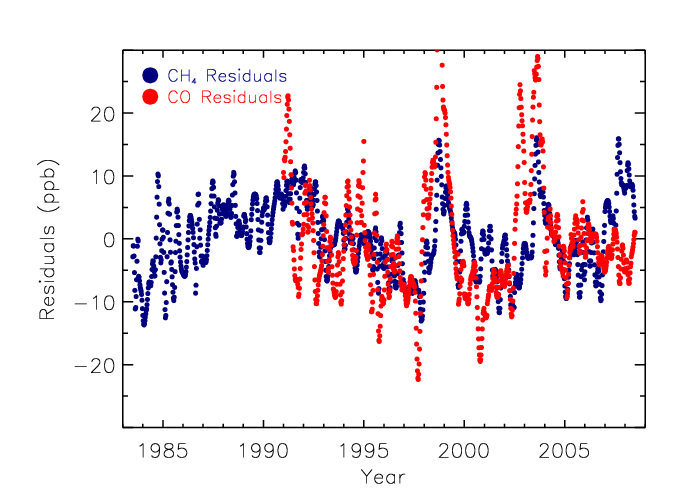 CH₄ Residuals
CO Residuals
20
10
0
−10
−20
Residuals (ppb)
1985 1990 1995 2000 2005
Year